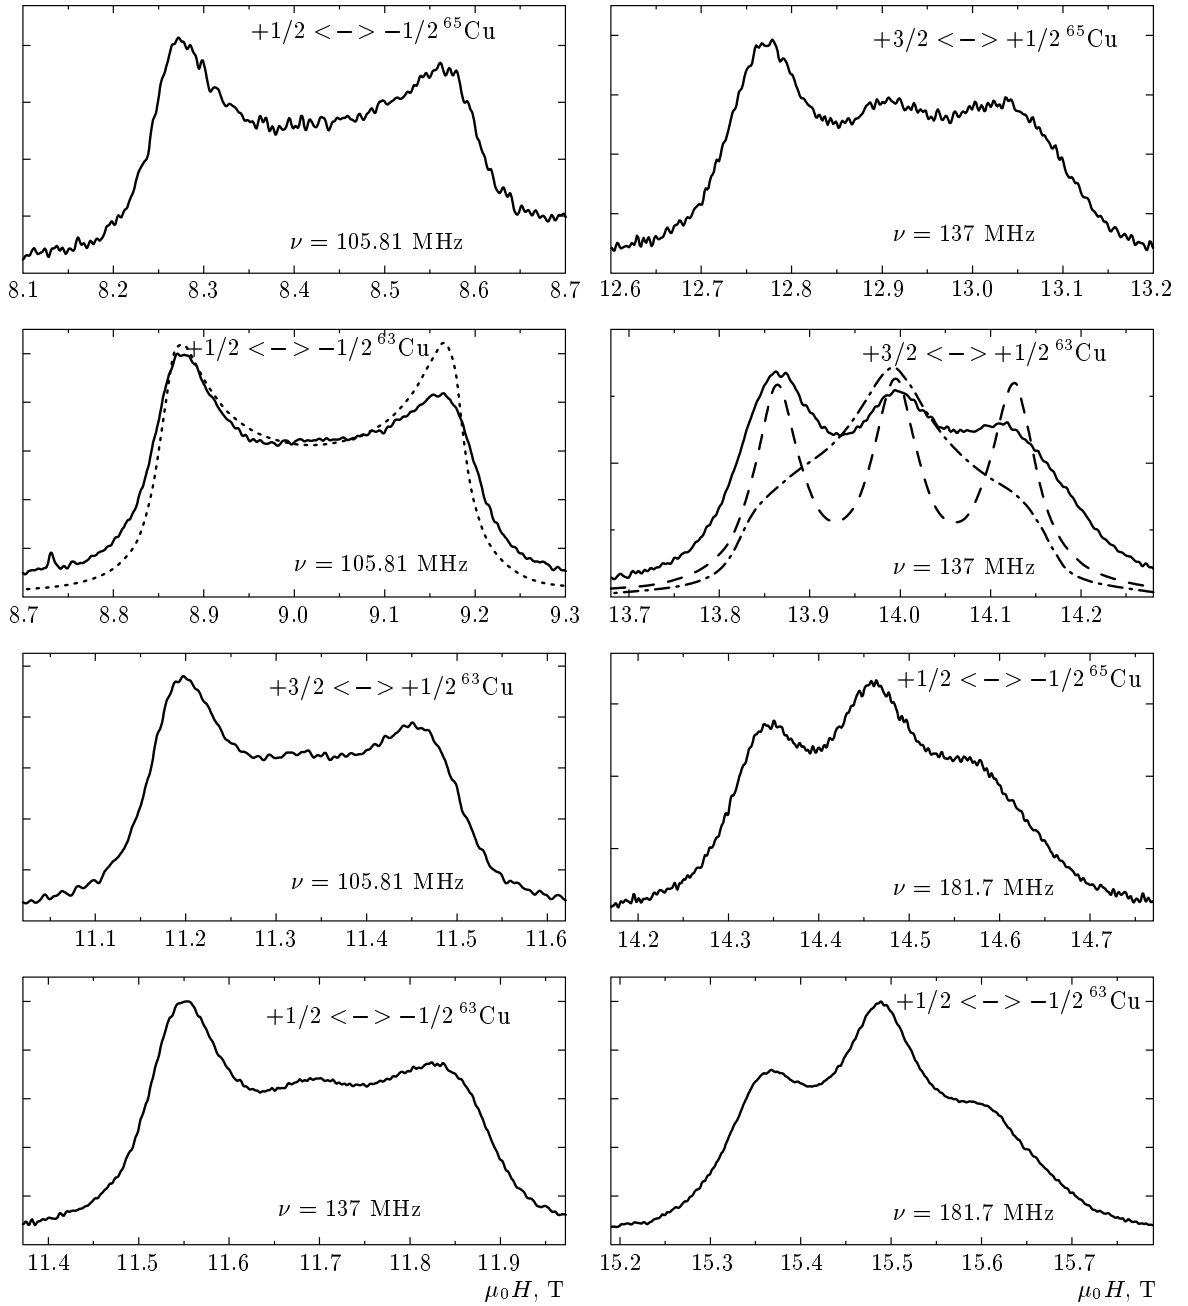 +1/2 <−> −1/2 ⁶⁵Cu
ν = 105.81 MHz
8.1 8.2 8.3 8.4 8.5 8.6 8.7
+3/2 <−> +1/2 ⁶⁵Cu
ν = 137 MHz
12.6 12.7 12.8 12.9 13.0 13.1 13.2
+1/2 <−> −1/2 ⁶³Cu
ν = 105.81 MHz
8.7 8.8 8.9 9.0 9.1 9.2 9.3
+3/2 <−> +1/2 ⁶³Cu
ν = 137 MHz
13.7 13.8 13.9 14.0 14.1 14.2
+3/2 <−> +1/2 ⁶³Cu
ν = 105.81 MHz
11.1 11.2 11.3 11.4 11.5 11.6
+1/2 <−> −1/2 ⁶⁵Cu
ν = 181.7 MHz
14.2 14.3 14.4 14.5 14.6 14.7
+1/2 <−> −1/2 ⁶³Cu
ν = 137 MHz
11.4 11.5 11.6 11.7 11.8 11.9
μ₀H, T
+1/2 <−> −1/2 ⁶³Cu
ν = 181.7 MHz
15.2 15.3 15.4 15.5 15.6 15.7
μ₀H, T